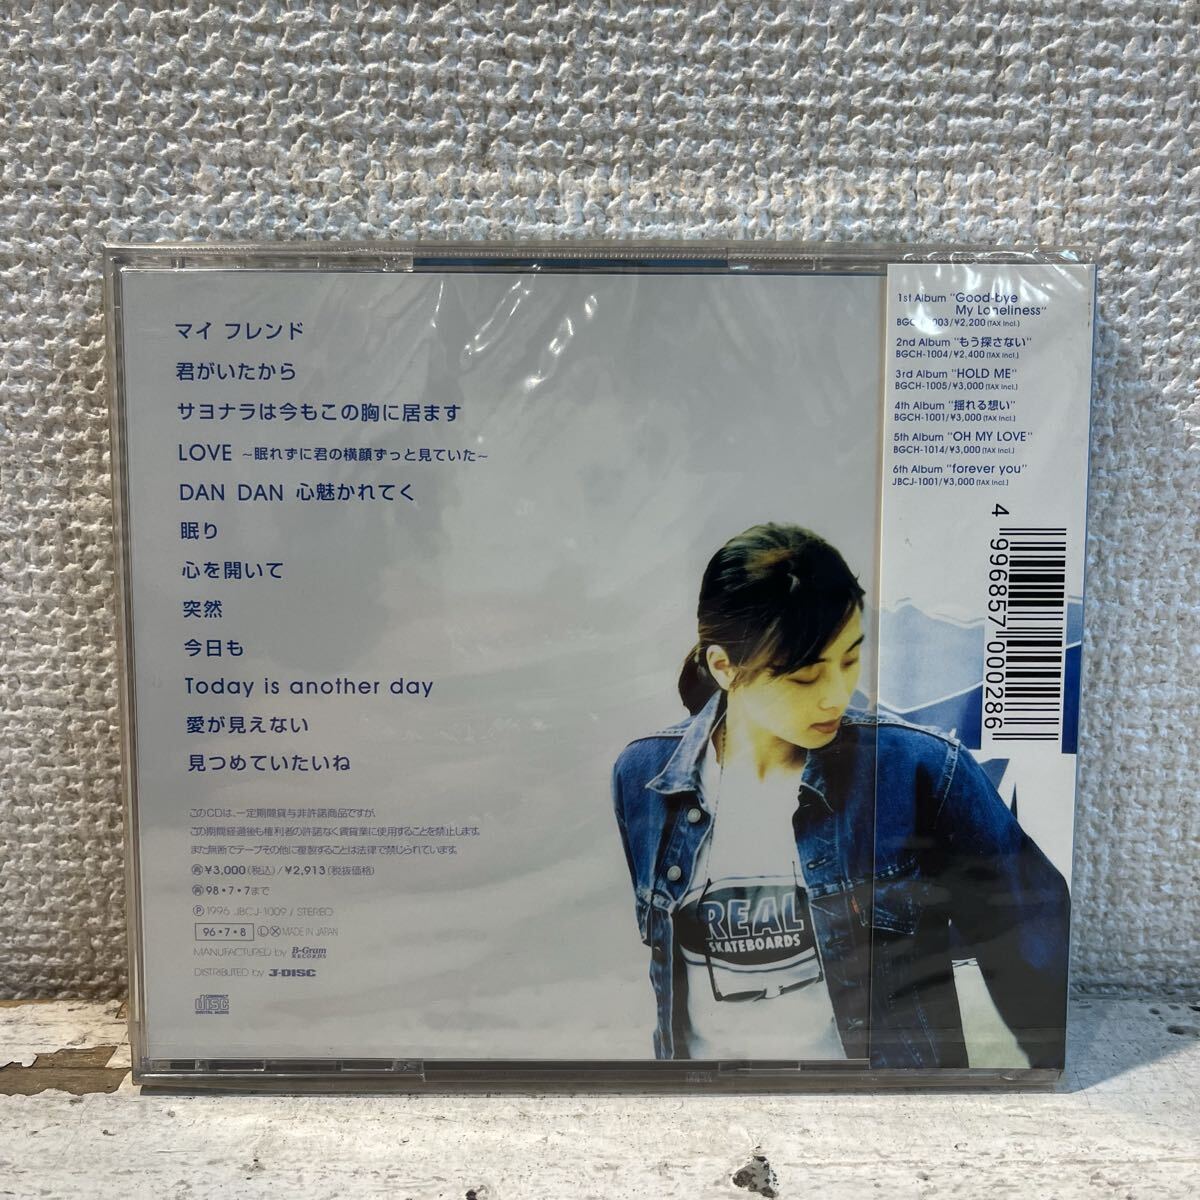 マイ フレンド
君がいたから
サヨナラは今もこの胸に居ます
LOVE ～眠れずに君の横顔ずっと見ていた～
DAN DAN 心魅かれてく
眠り
心を開いて
突然
今日も
Today is another day
愛が見えない
見つめていたいね
このCDは、一定期間貸与非許諾商品ですが、
この期間経過後も権利者の許諾なく賃貸業に使用することを禁止します。
また無断でテープその他に複製することは法律で禁じられています。
¥3,000(税込)/¥2,913(税抜価格)
98・7・7まで
Ⓟ1996 JBCJ-1009 / STEREO
96・7・8 Ⓛ Ⓧ MADE IN JAPAN
MANUFACTURED by B-Gram RECORDS
DISTRIBUTED by J-DISC
COMPACT
disc
DIGITAL AUDIO
1st Album "Good-bye
My Loneliness"
/¥2,200(TAX Incl.)
2nd Album "もう探さない"
BGCH-1004/¥2,400(TAX Incl.)
3rd Album "HOLD ME"
BGCH-1005/¥3,000(TAX Incl.)
4th Album "揺れる想い"
BGCH-1001/¥3,000(TAX Incl.)
5th Album "OH MY LOVE"
BGCH-1014/¥3,000(TAX Incl.)
6th Album "forever you"
JBCJ-1001/¥3,000(TAX Incl.)
4 996857 000286
REAL
SKATEBOARDS